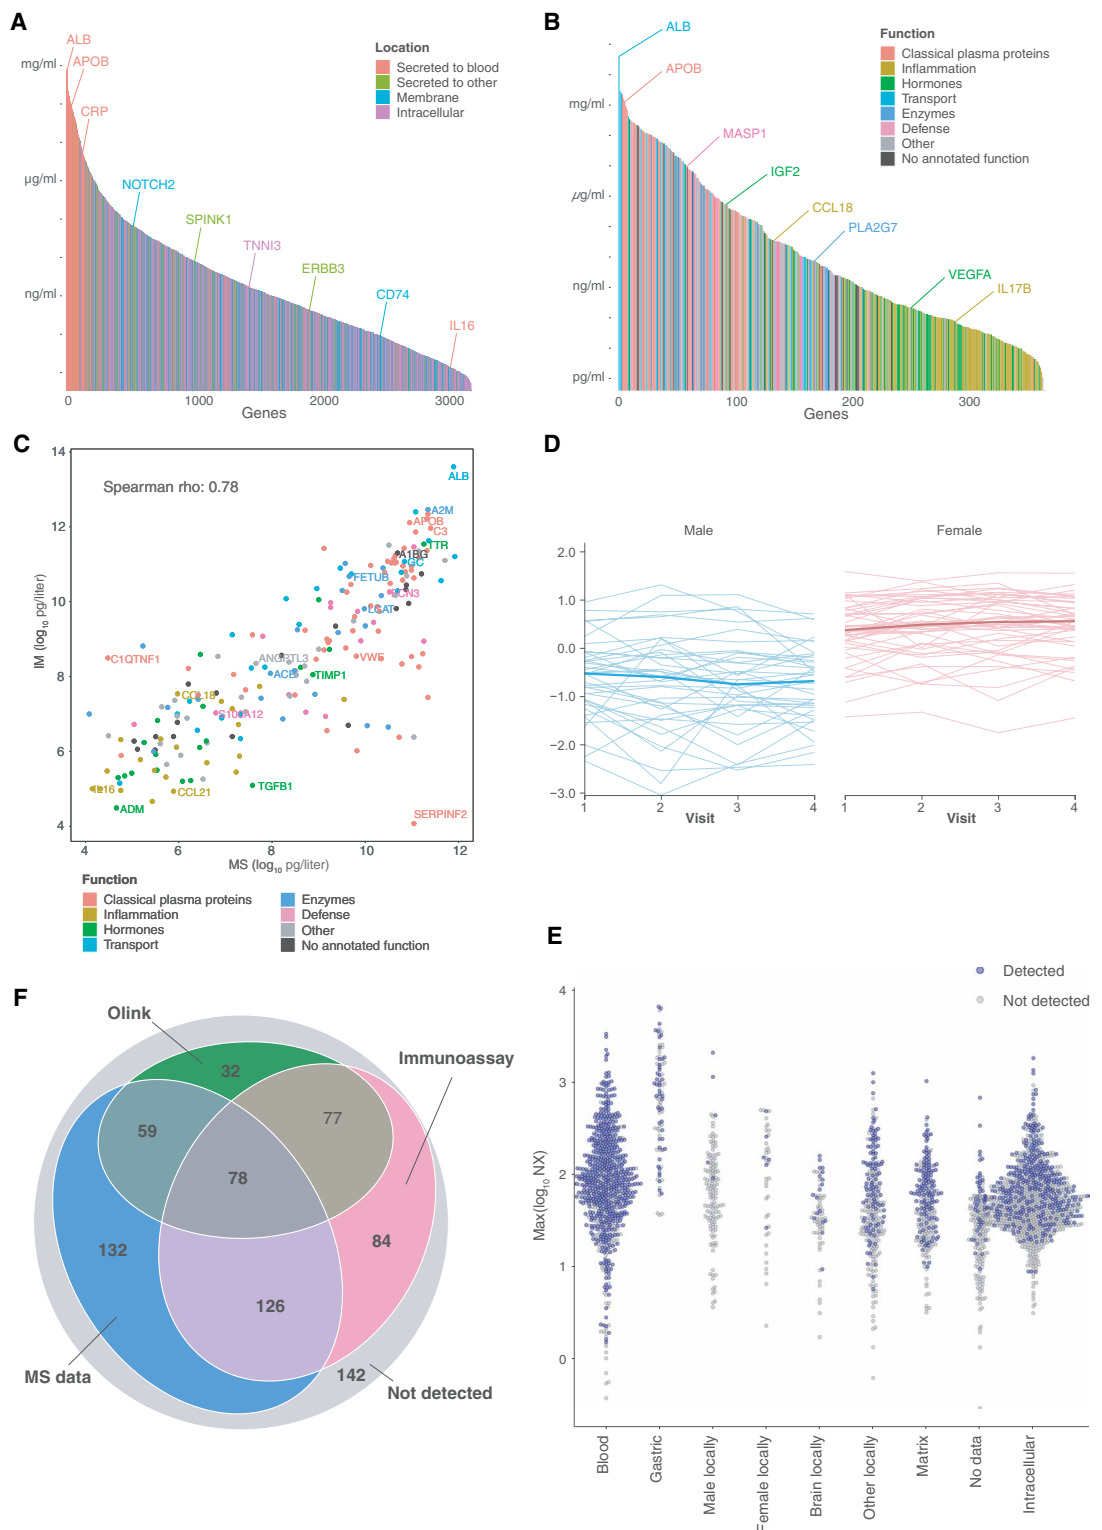 A
ALB
mg/ml
APOB
CRP
µg/ml
NOTCH2
SPINK1
TNNI3
ERBB3
ng/ml
CD74
IL16
0
1000
2000
3000
Genes
Location
Secreted to blood
Secreted to other
Membrane
Intracellular
B
ALB
APOB
mg/ml
MASP1
IGF2
µg/ml
CCL18
PLA2G7
VEGFA
ng/ml
IL17B
pg/ml
0
100
200
300
Genes
Function
Classical plasma proteins
Inflammation
Hormones
Transport
Enzymes
Defense
Other
No annotated function
C
Spearman rho: 0.78
14
12
10
8
6
4
IM (log10 pg/liter)
ALB
A2M
APOB
C3
TTR
A1BG
GC
FETUB
LCN3
LCAT
C1QTNF1
ANGPTL3
VWF
ACE
TIMP1
CCL18
S100A12
IL16
CCL21
TGFB1
ADM
SERPINF2
4
6
8
10
12
MS (log10 pg/liter)
Function
Classical plasma proteins
Inflammation
Hormones
Transport
Enzymes
Defense
Other
No annotated function
D
Male
Female
2.0
1.0
0.0
−1.0
−2.0
−3.0
1
2
3
4
Visit
1
2
3
4
Visit
E
Detected
Not detected
4
3
2
1
0
Max(log10 NX)
Blood
Gastric
Male locally
Female locally
Brain locally
Other locally
Matrix
No data
Intracellular
F
Olink
Immunoassay
32
77
59
78
132
84
126
142
MS data
Not detected